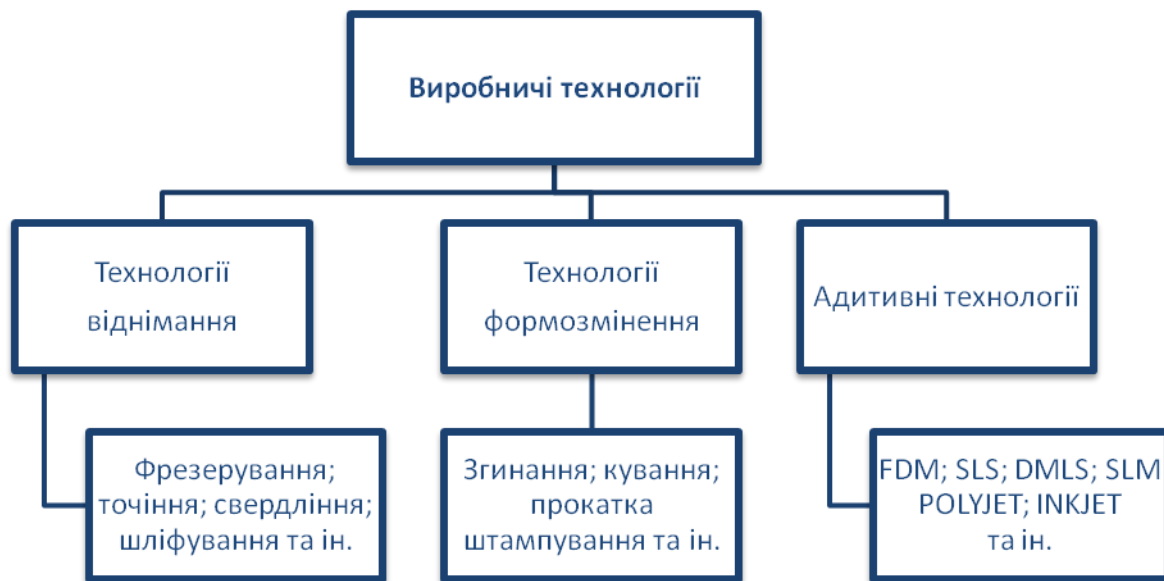 Виробничі технології
Технології
віднімання
Технології
формозмінення
Адитивні технології
Фрезерування;
точіння; свердління;
шліфування та ін.
Згинання; кування;
прокатка
штампування та ін.
FDM; SLS; DMLS; SLM
POLYJET; INKJET
та ін.